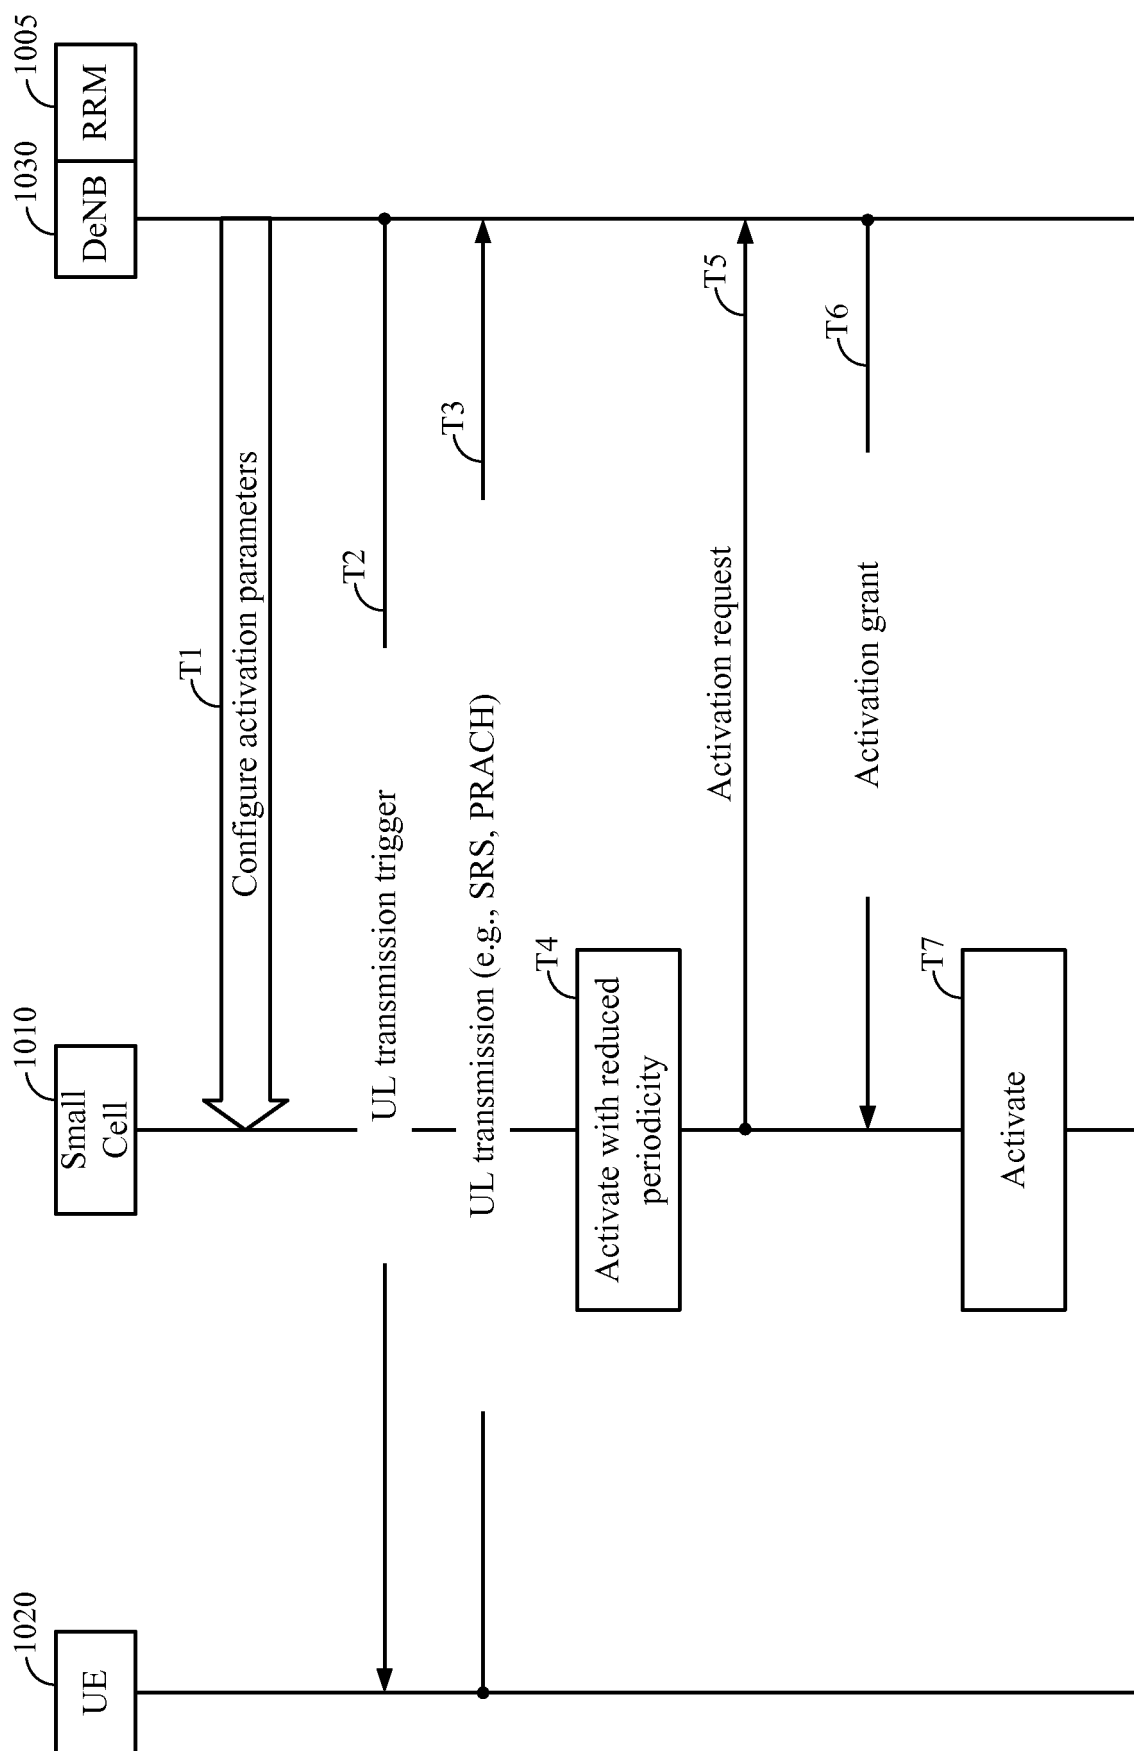 1020
UE
1010
Small
Cell
1030
DeNB
1005
RRM
T1
Configure activation parameters
T2
UL transmission trigger
T3
UL transmission (e.g., SRS, PRACH)
T4
Activate with reduced
periodicity
T5
Activation request
T6
Activation grant
T7
Activate